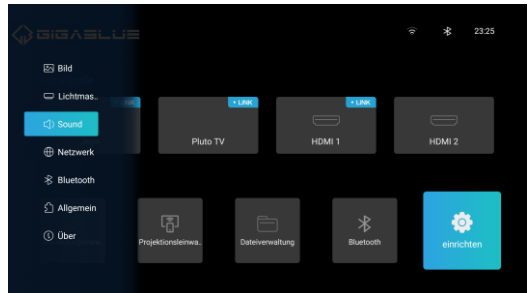 GIGABLUE
23:25
Bild
Lichtmas..
Sound
Netzwerk
Bluetooth
Allgemein
Über
+ LINK
+ LINK
Pluto TV
HDMI 1
HDMI 2
Projektionsleinwa..
Dateiverwaltung
Bluetooth
einrichten